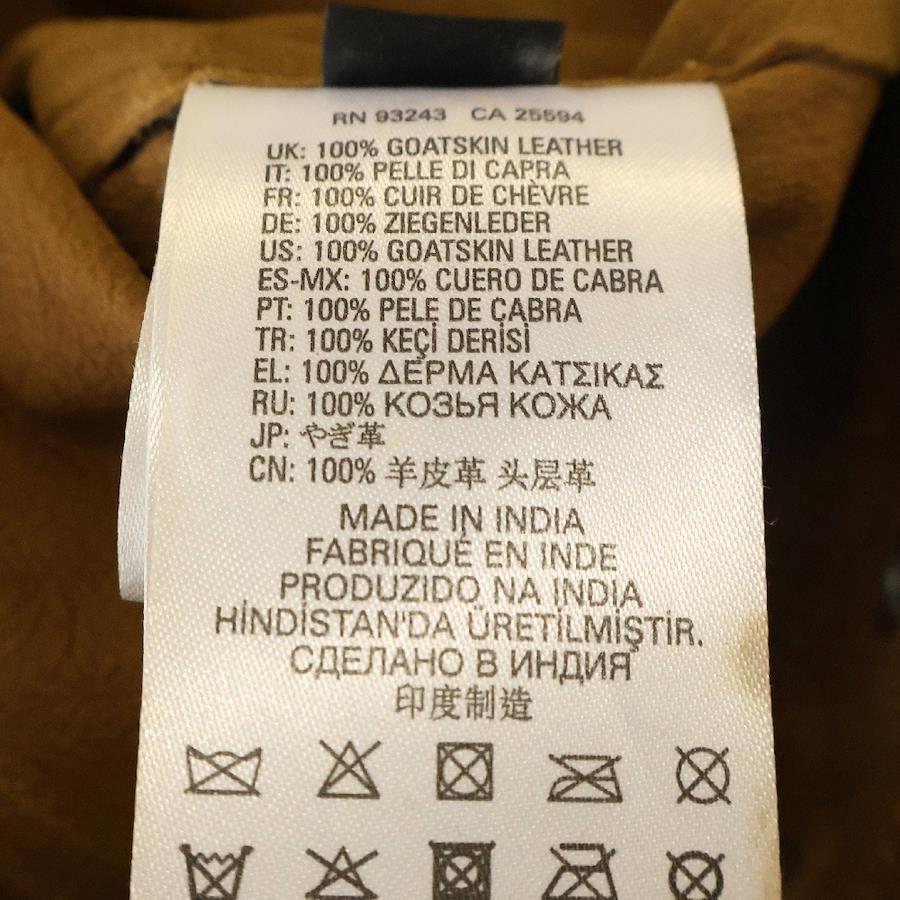 RN 93243 CA 25594
UK: 100% GOATSKIN LEATHER
IT: 100% PELLE DI CAPRA
FR: 100% CUIR DE CHÈVRE
DE: 100% ZIEGENLEDER
US: 100% GOATSKIN LEATHER
ES-MX: 100% CUERO DE CABRA
PT: 100% PELE DE CABRA
TR: 100% KEÇİ DERİSİ
EL: 100% ΔΕΡΜΑ ΚΑΤΣΙΚΑΣ
RU: 100% КОЗЬЯ КОЖА
JP: やぎ革
CN: 100% 羊皮革 头层革
MADE IN INDIA
FABRIQUÉ EN INDE
PRODUZIDO NA INDIA
HİNDİSTAN'DA ÜRETİLMİŞTİR.
СДЕЛАНО В ИНДИЯ
印度制造